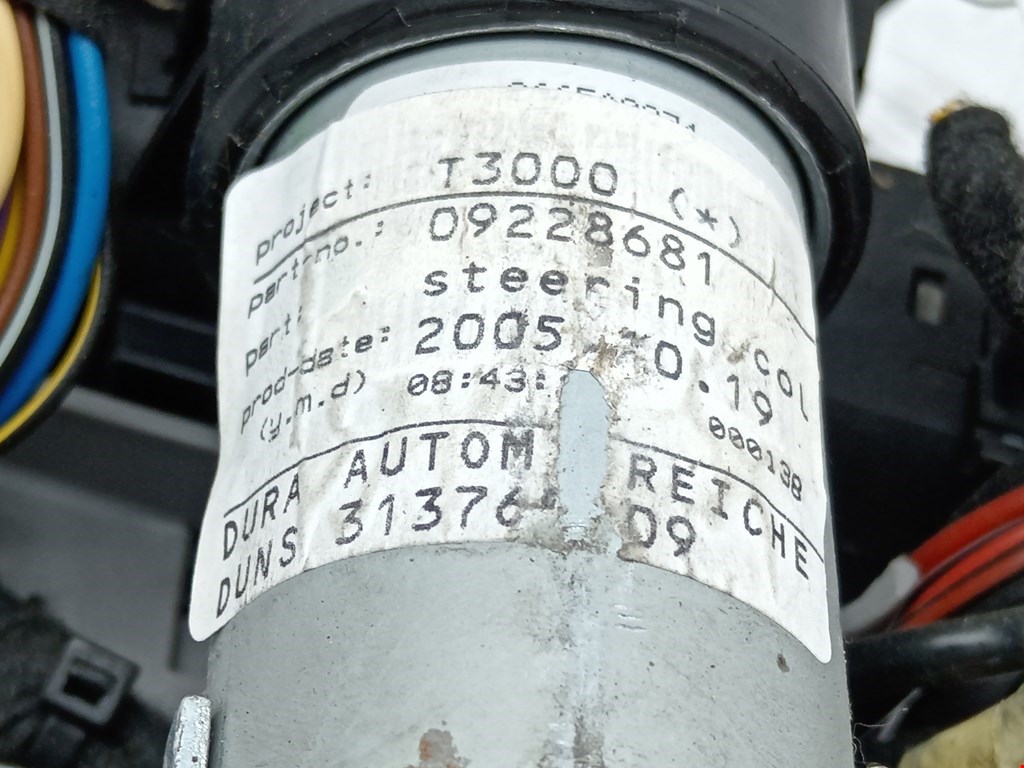 project: T3000 (*)
part-no.: 09228681
part: steering col
prod-date: 2005 .19
(y.m.d) 08:43: 000138
DURA AUTOM REICHE
DUNS 31376 09